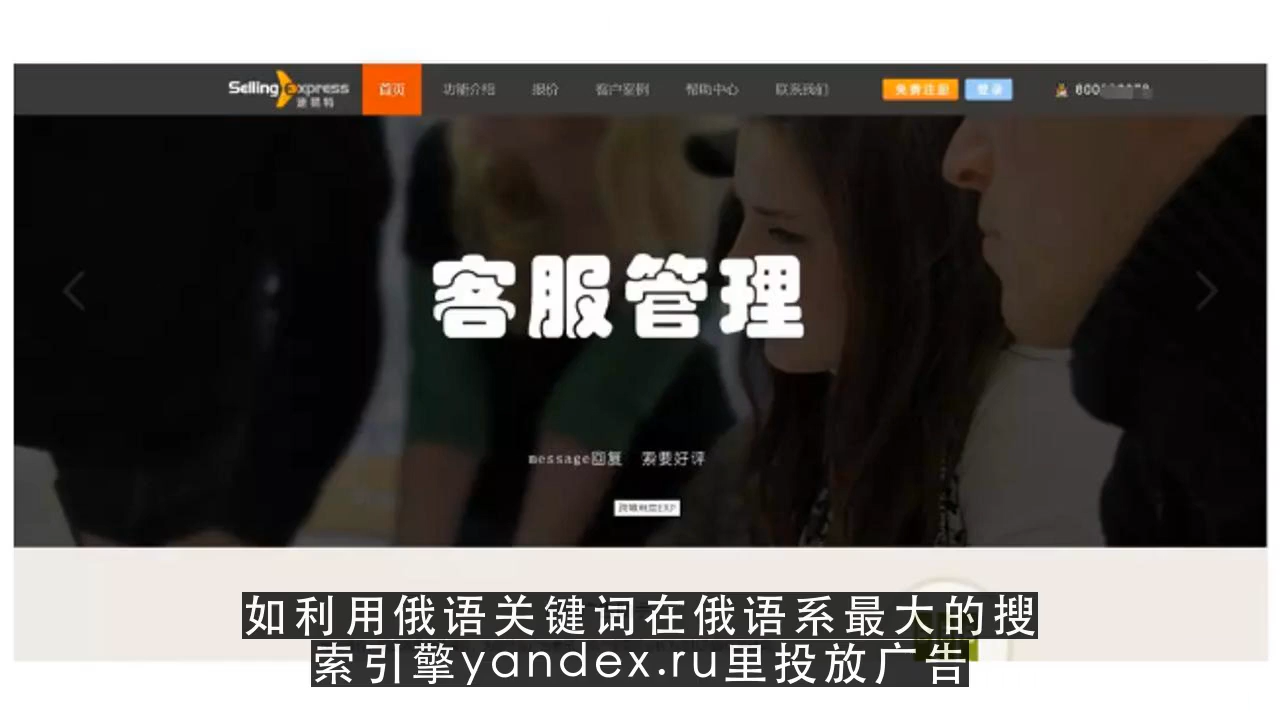 Selling express
首页 功能介绍 报价 客户案例 帮助中心 联系我们 免费注册 登录 800
客服管理
message回复 索要好评
如利用俄语关键词在俄语系最大的搜
索引擎yandex.ru里投放广告